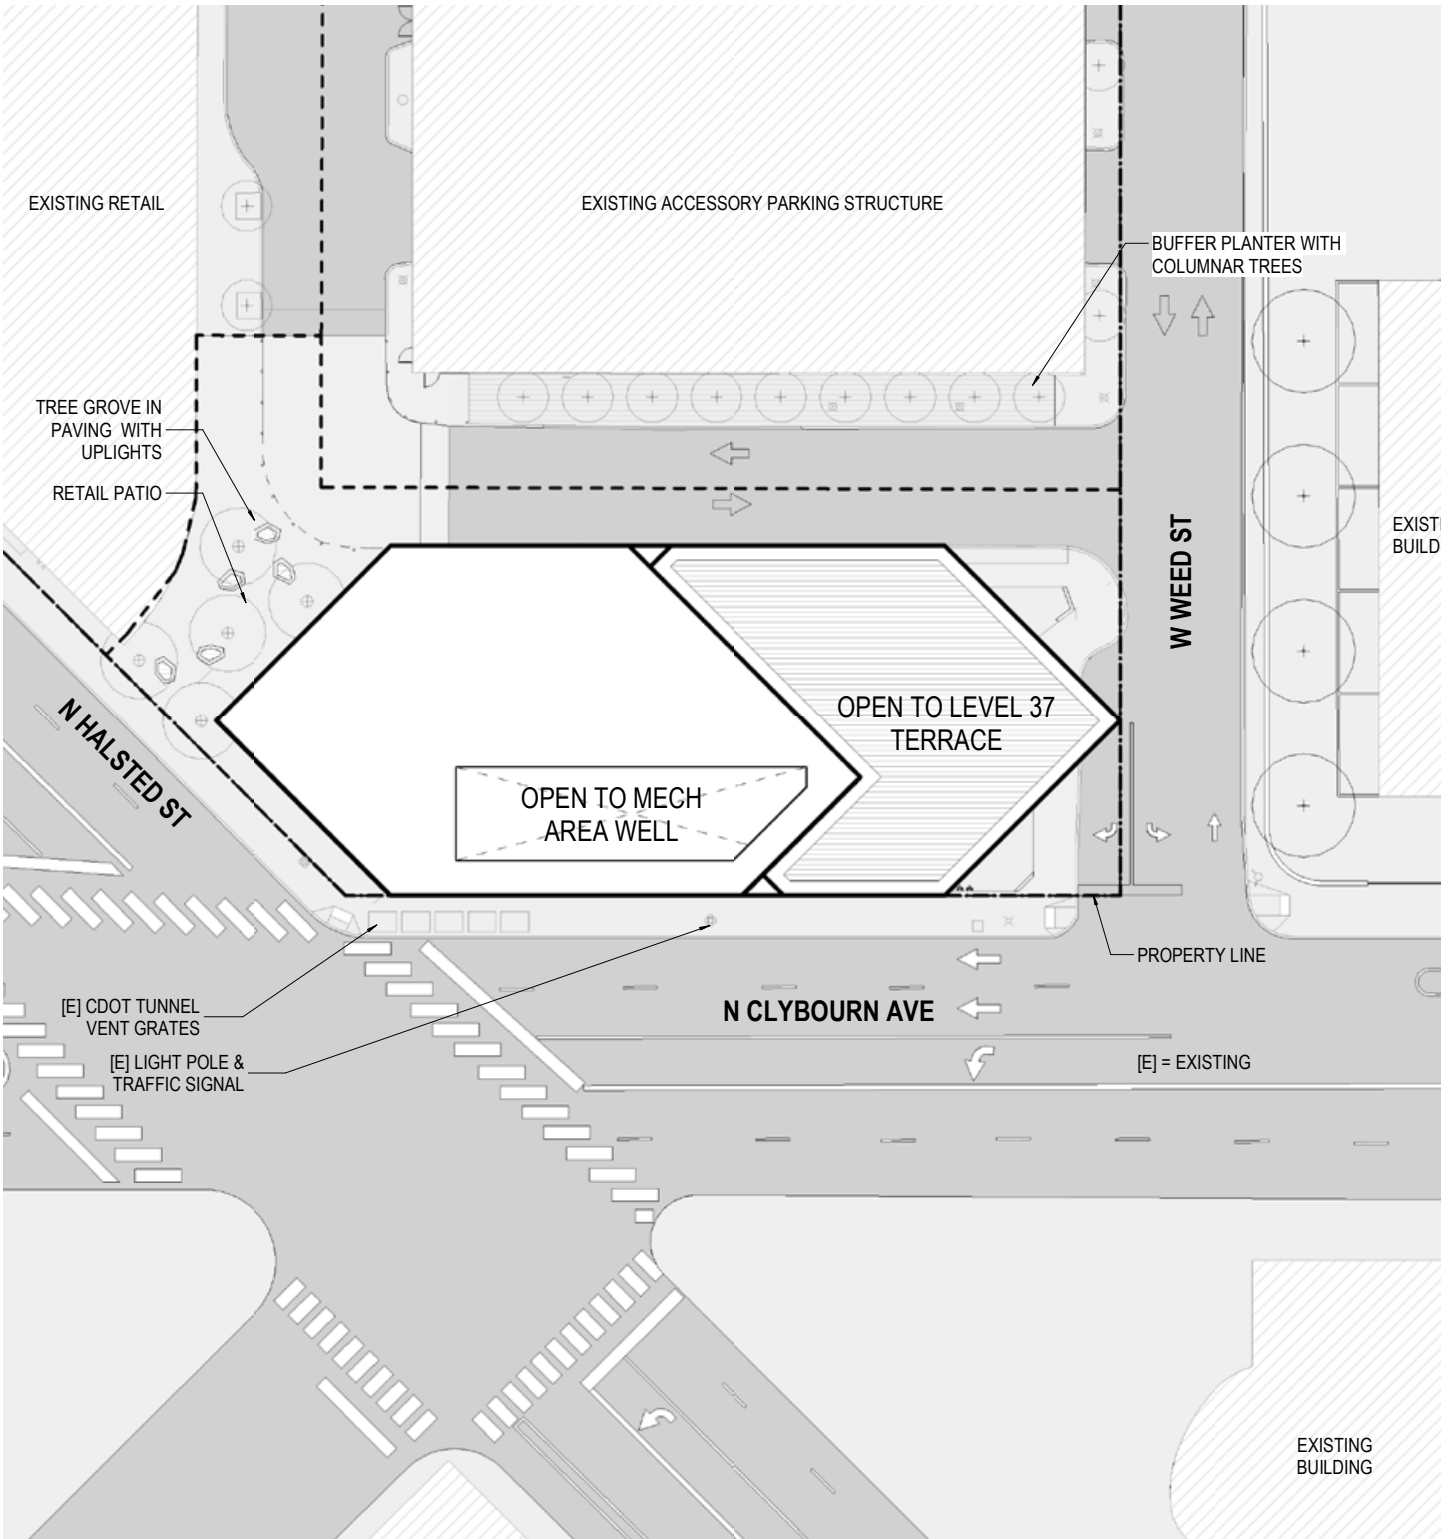 EXISTING RETAIL
EXISTING ACCESSORY PARKING STRUCTURE
BUFFER PLANTER WITH
COLUMNAR TREES
TREE GROVE IN
PAVING WITH
UPLIGHTS
RETAIL PATIO
W WEED ST
EXISTI
BUILD
OPEN TO LEVEL 37
TERRACE
N HALSTED ST
OPEN TO MECH
AREA WELL
PROPERTY LINE
[E] CDOT TUNNEL
VENT GRATES
N CLYBOURN AVE
[E] LIGHT POLE &
TRAFFIC SIGNAL
[E] = EXISTING
EXISTING
BUILDING